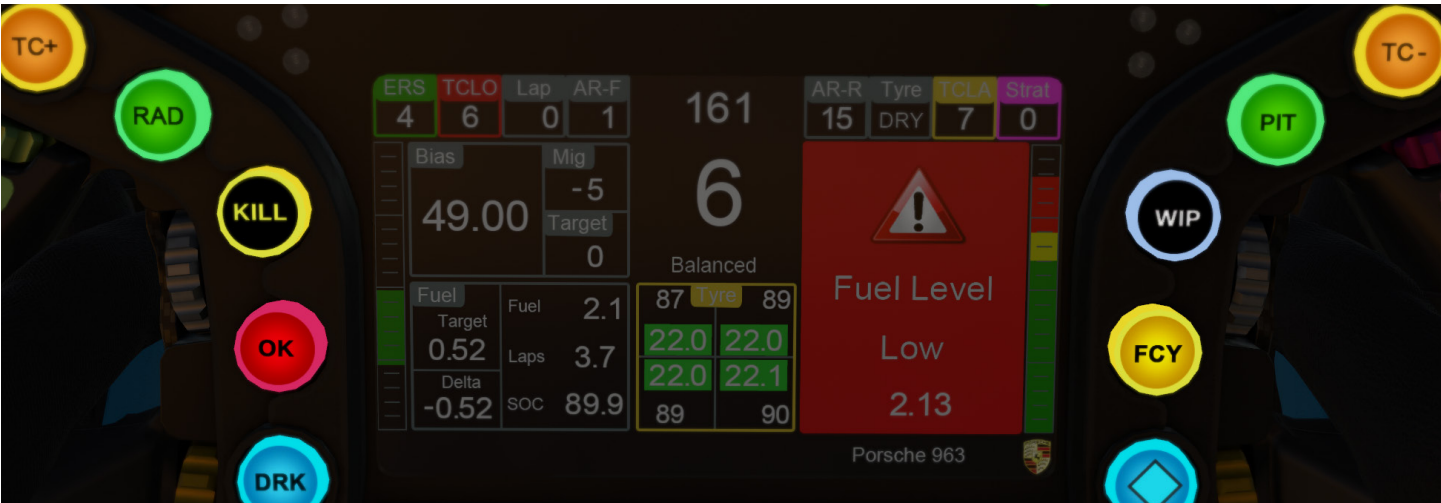 TC+
RAD
KILL
OK
DRK
ERS TCLO Lap AR-F
4 6 0 1
Bias
49.00
Mig
-5
Target
0
Fuel
Target
0.52
Delta
-0.52
Fuel 2.1
Laps 3.7
SOC 89.9
161
6
Balanced
87 Tyre 89
22.0 22.0
22.0 22.1
89 90
AR-R Tyre TCLA Strat
15 DRY 7 0
Fuel Level
Low
2.13
Porsche 963
TC-
PIT
WIP
FCY